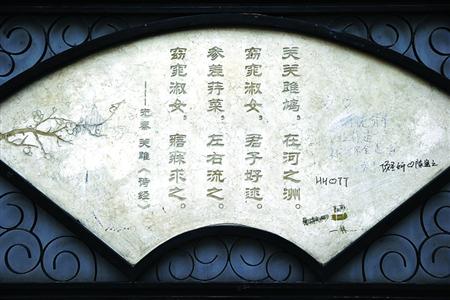 关关雎鸠，在河之洲。
窈窕淑女，君子好逑。
参差荇菜，左右流之。
窈窕淑女，寤寐求之。
——先秦 关雎《诗经》